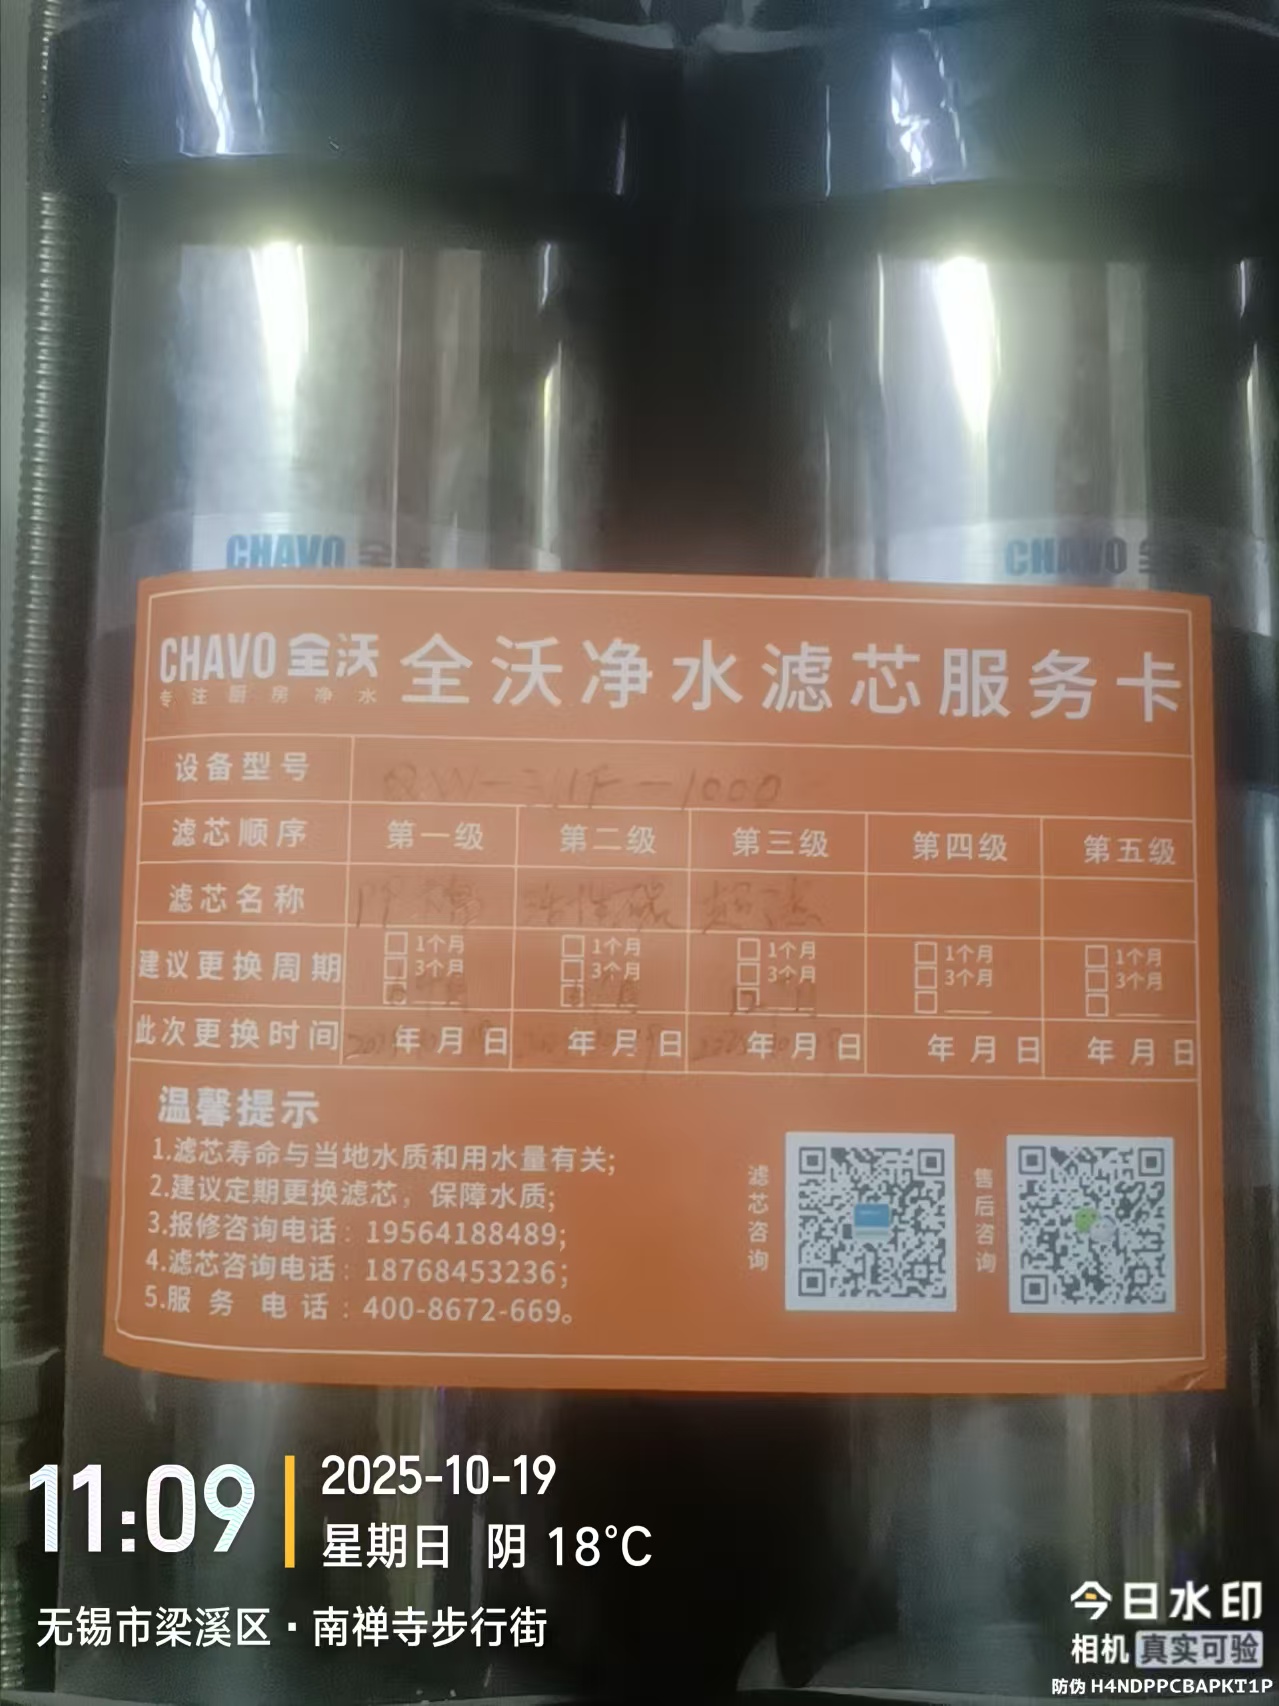 CHAVO 全
CHAVO 全
CHAVO 全沃
专注厨房净水
全沃净水滤芯服务卡
设备型号 -1000
滤芯顺序 第一级 第二级 第三级 第四级 第五级
滤芯名称 PP棉 活性碳 超滤
建议更换周期 □1个月 □1个月 □1个月 □1个月 □1个月
□3个月 □3个月 □3个月 □3个月 □3个月
此次更换时间 年月日 年月日 年月日 年月日 年月日
温馨提示
1.滤芯寿命与当地水质和用水量有关;
2.建议定期更换滤芯，保障水质;
3.报修咨询电话：19564188489;
4.滤芯咨询电话：18768453236;
5.服务电话：400-8672-669。
滤芯咨询
售后咨询
11:09
2025-10-19
星期日 阴 18°C
无锡市梁溪区·南禅寺步行街
今日水印
相机 真实可验
防伪 H4NDPPCBAPKT1P